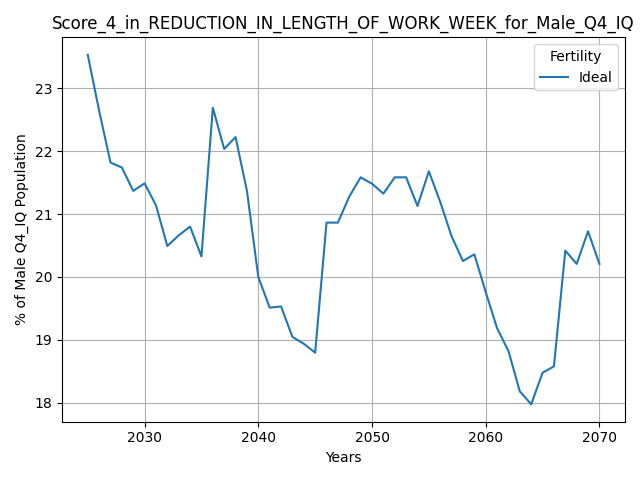 Score_4_in_REDUCTION_IN_LENGTH_OF_WORK_WEEK_for_Male_Q4_IQ
Fertility
Ideal
% of Male Q4_IQ Population
23
22
21
20
19
18
2030
2040
2050
2060
2070
Years